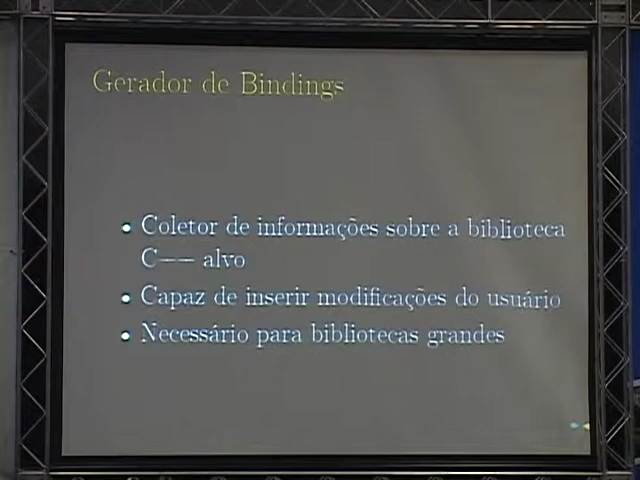 Gerador de Bindings
• Coletor de informações sobre a biblioteca
C++ alvo
• Capaz de inserir modificações do usuário
• Necessário para bibliotecas grandes